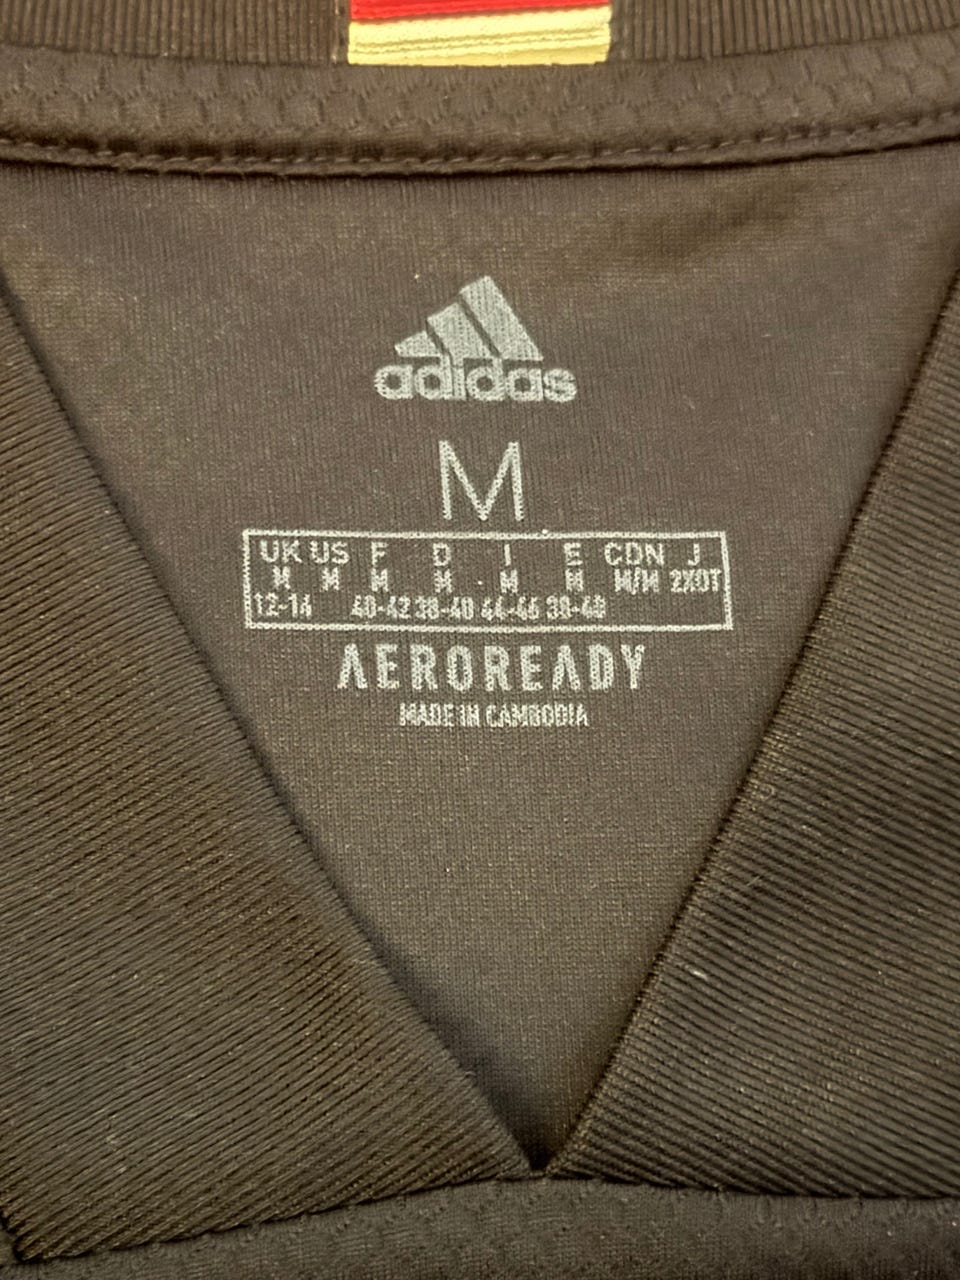 adidas
M
UK US F D I E CDN J
M M M M M M M/M 2XOT
12-14 40-42 38-40 44-46 38-40
AEROREADY
MADE IN CAMBODIA